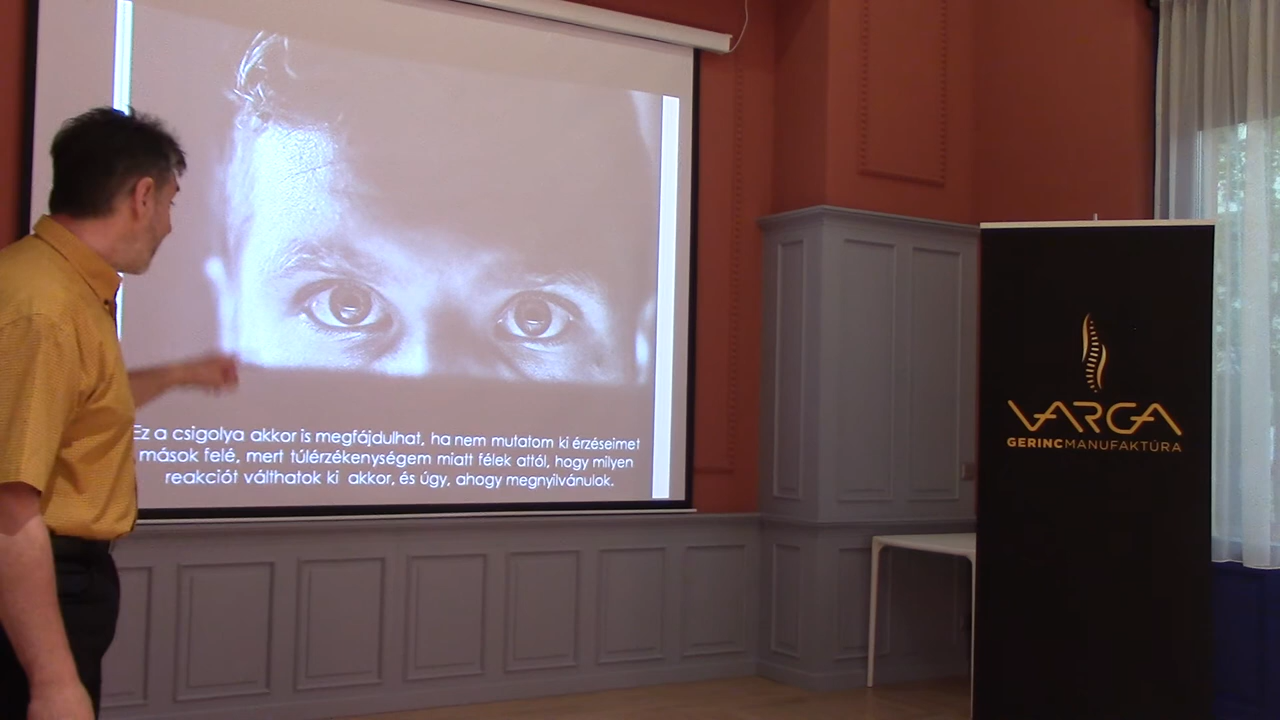 Ez a csigolya akkor is megfájdulhat, ha nem mutatom ki érzéseimet
mások felé, mert túlérzékenységem miatt félek attól, hogy milyen
reakciót válthatok ki akkor, és úgy, ahogy megnyilvánulok.
VARGA
GERINCMANUFAKTÚRA